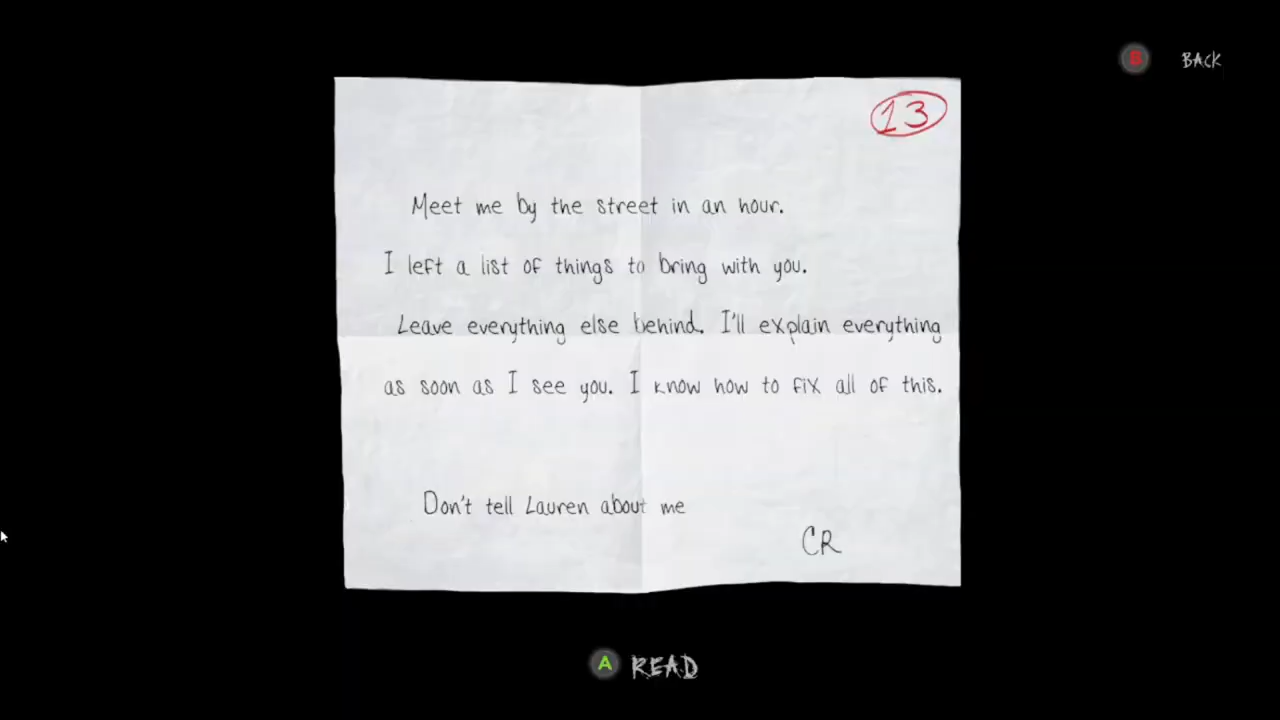 B BACK
13
Meet me by the street in an hour.
I left a list of things to bring with you.
Leave everything else behind. I'll explain everything
as soon as I see you. I know how to fix all of this.
Don't tell Lauren about me
CR
A READ